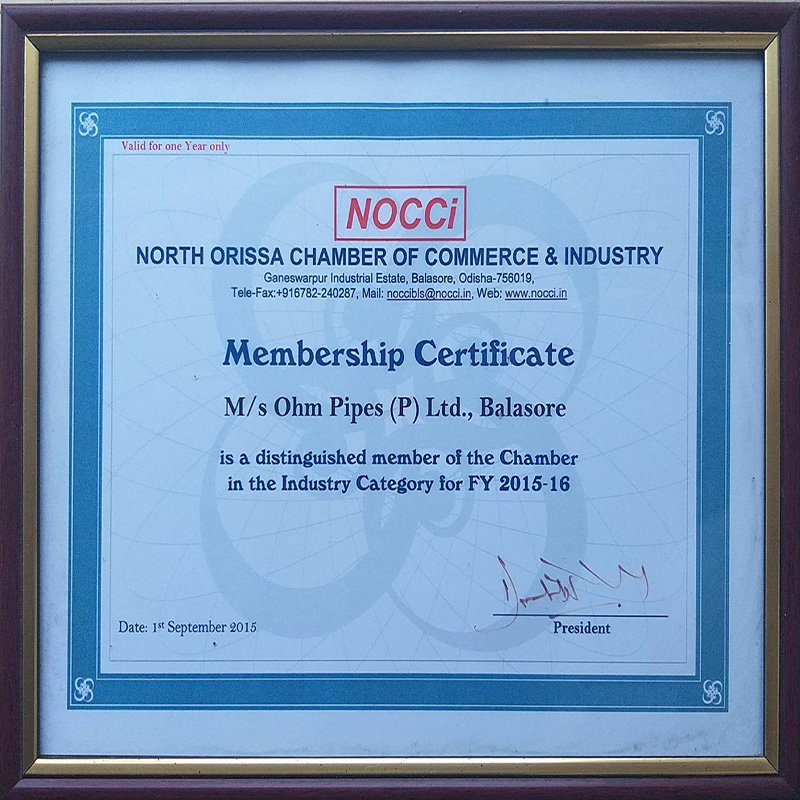 Valid for one Year only
NOCCi
NORTH ORISSA CHAMBER OF COMMERCE & INDUSTRY
Ganeswarpur Industrial Estate, Balasore, Odisha-756019,
Tele-Fax:+916782-240287, Mail: noccibls@nocci.in, Web: www.nocci.in
Membership Certificate
M/s Ohm Pipes (P) Ltd., Balasore
is a distinguished member of the Chamber
in the Industry Category for FY 2015-16
Date: 1st September 2015
President